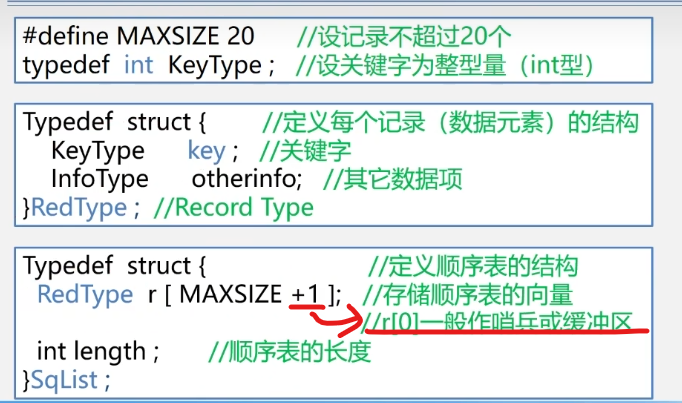 #define MAXSIZE 20 //设记录不超过20个
typedef int KeyType ; //设关键字为整型量（int型）
Typedef struct { //定义每个记录（数据元素）的结构
KeyType key ; //关键字
InfoType otherinfo; //其它数据项
}RedType ; //Record Type
Typedef struct { //定义顺序表的结构
RedType r [ MAXSIZE +1 ]; //存储顺序表的向量
//r[0]一般作哨兵或缓冲区
int length ; //顺序表的长度
}SqList ;